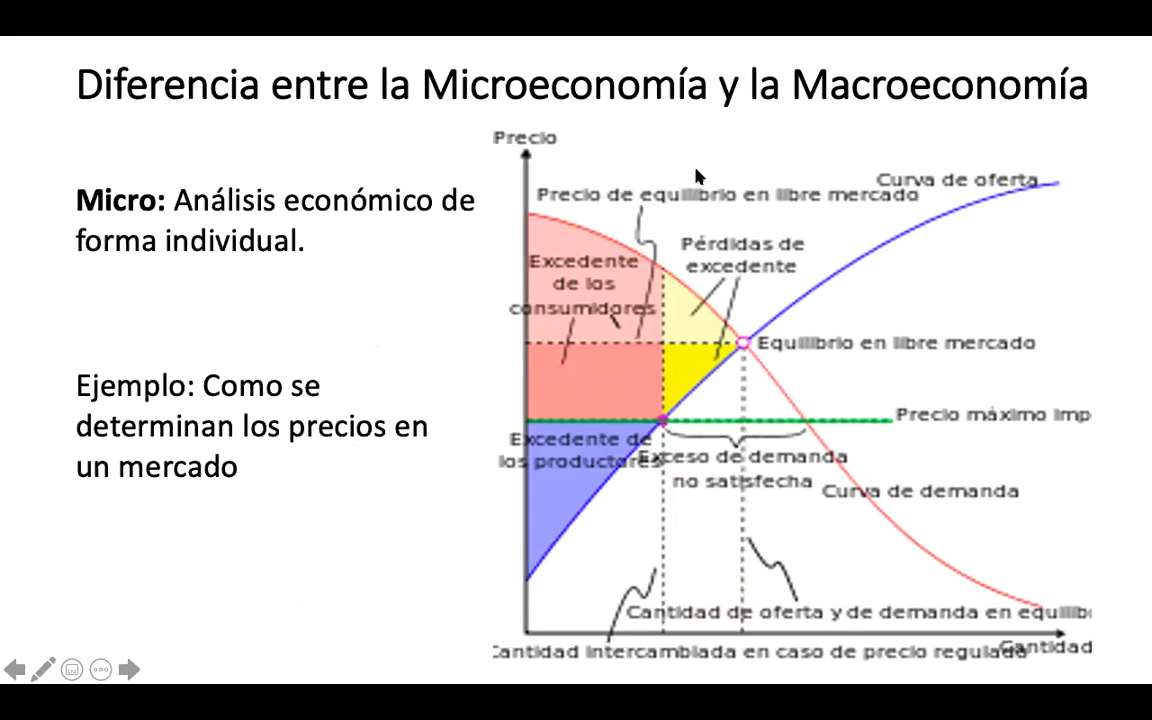 Diferencia entre la Microeconomía y la Macroeconomía
Micro: Análisis económico de
forma individual.
Ejemplo: Como se
determinan los precios en
un mercado
Precio
Curva de oferta
Precio de equilibrio en libre mercado
Pérdidas de
excedente
Excedente
de los
consumidores
Equilibrio en libre mercado
Precio máximo imp
Excedente de
los productores
Exceso de demanda
no satisfecha
Curva de demanda
Cantidad de oferta y de demanda en equilib
Cantidad intercambiada en caso de precio regulado
Cantidad